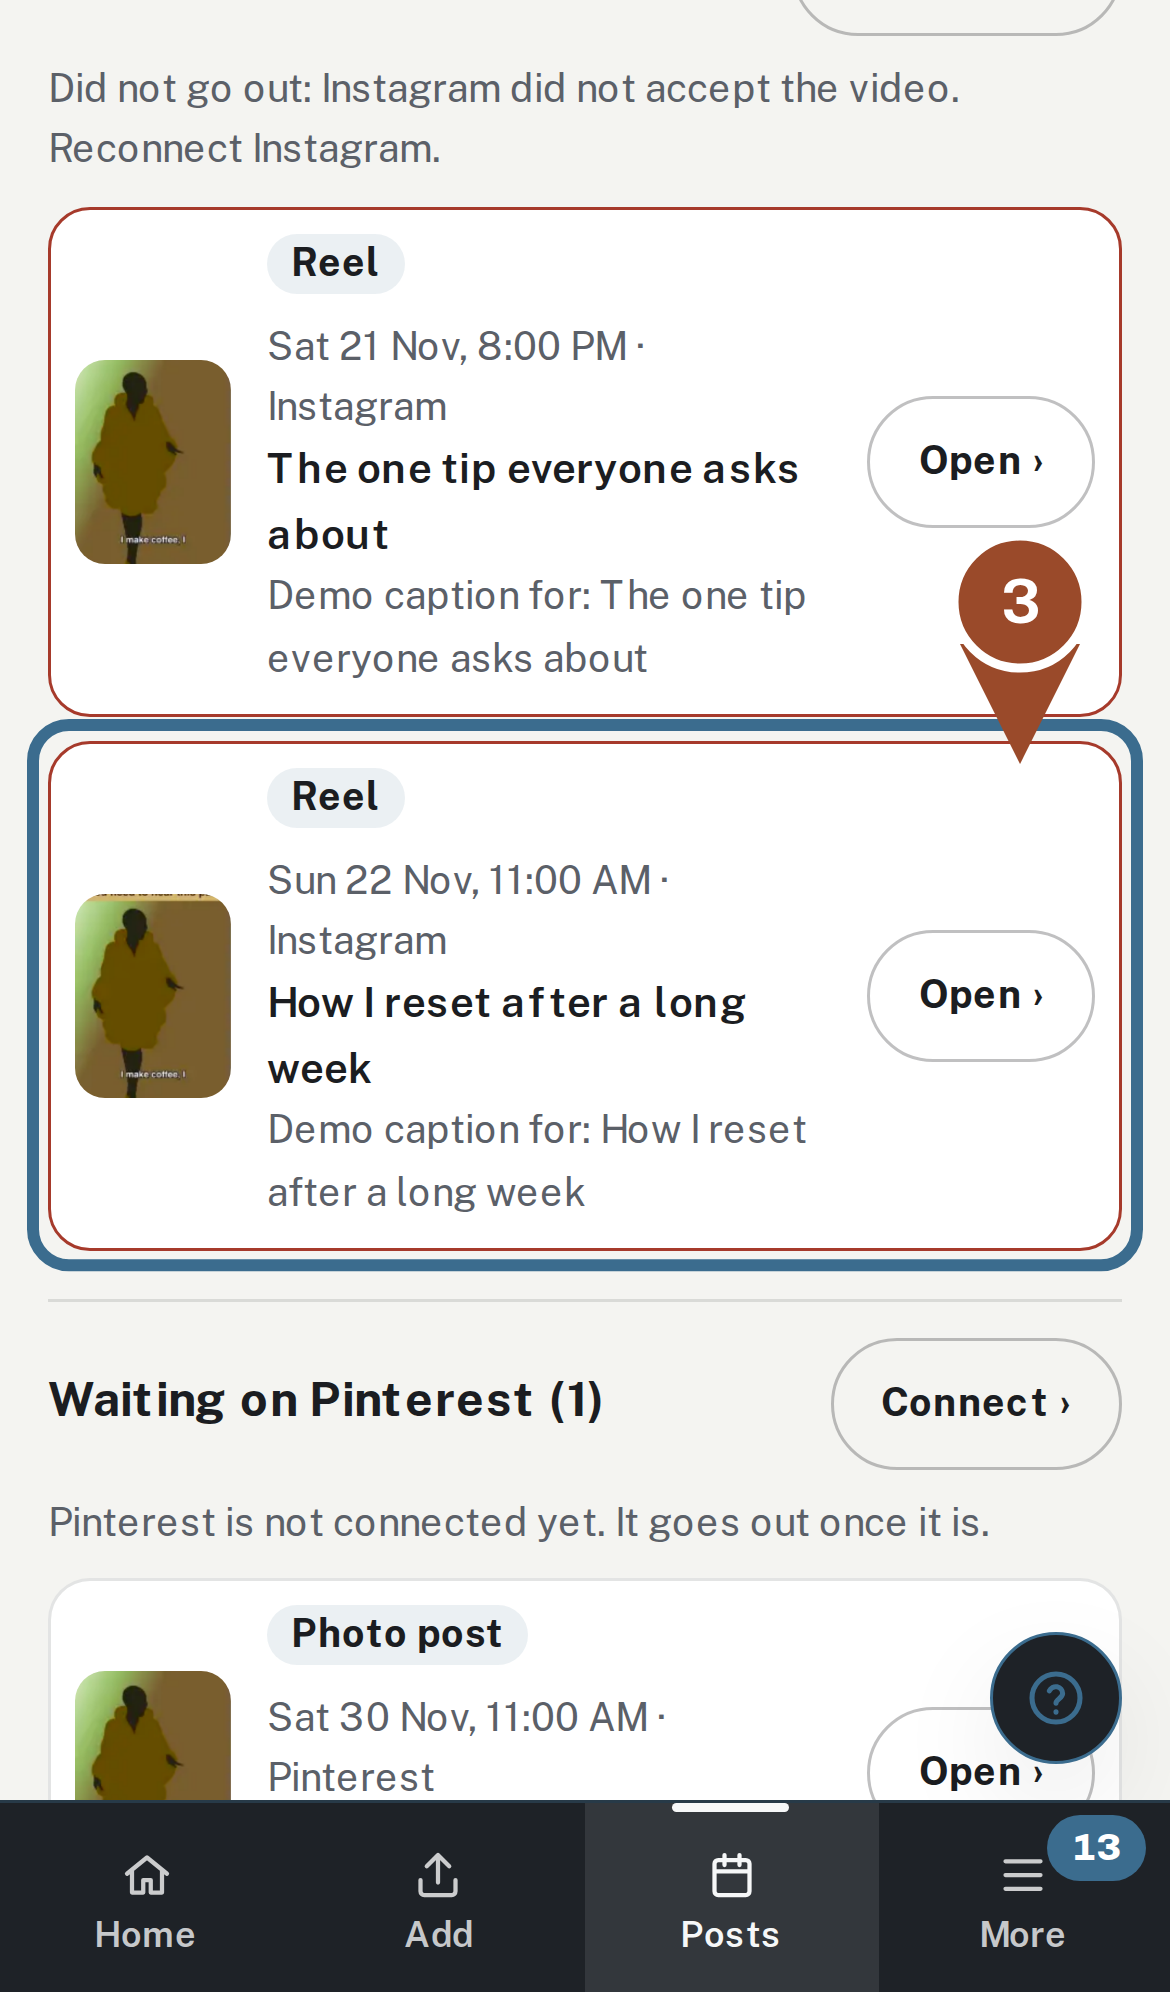 Did not go out: Instagram did not accept the video.
Reconnect Instagram.
Reel
Sat 21 Nov, 8:00 PM ·
Instagram
The one tip everyone asks
about
Demo caption for: The one tip
everyone asks about
Open ›
I make coffee. I
3
Reel
Sun 22 Nov, 11:00 AM ·
Instagram
How I reset after a long
week
Demo caption for: How I reset
after a long week
Open ›
I make coffee. I
Waiting on Pinterest (1)
Connect ›
Pinterest is not connected yet. It goes out once it is.
Photo post
Sat 30 Nov, 11:00 AM ·
Pinterest
Open ›
13
Home
Add
Posts
More